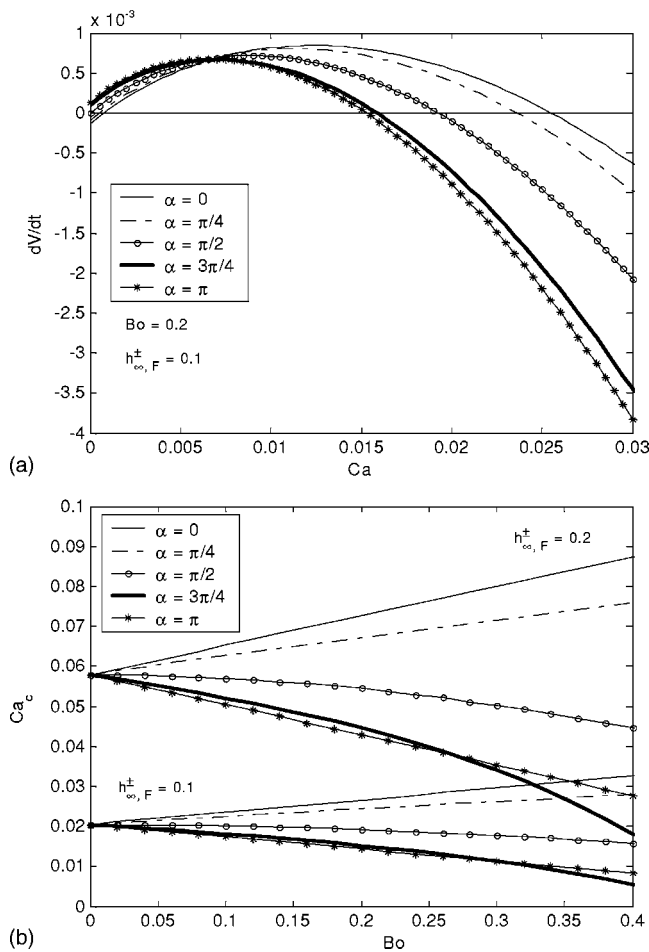 x 10⁻³
1
0.5
0
-0.5
-1
-1.5
-2
-2.5
-3
-3.5
-4
dV/dt
α = 0
α = π/4
α = π/2
α = 3π/4
α = π
Bo = 0.2
h±∞, F = 0.1
0 0.005 0.01 0.015 0.02 0.025 0.03
Ca
(a)
0.1
0.09
0.08
0.07
0.06
0.05
0.04
0.03
0.02
0.01
0
Ca_c
α = 0
α = π/4
α = π/2
α = 3π/4
α = π
h±∞, F = 0.2
h±∞, F = 0.1
0 0.05 0.1 0.15 0.2 0.25 0.3 0.35 0.4
Bo
(b)